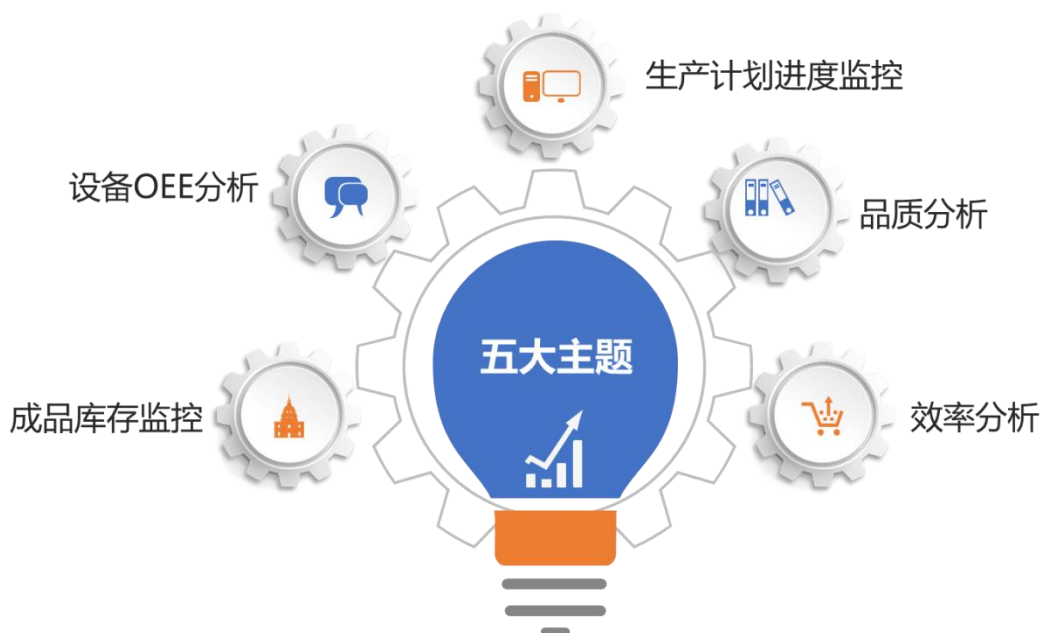 生产计划进度监控
设备OEE分析
品质分析
五大主题
成品库存监控
效率分析